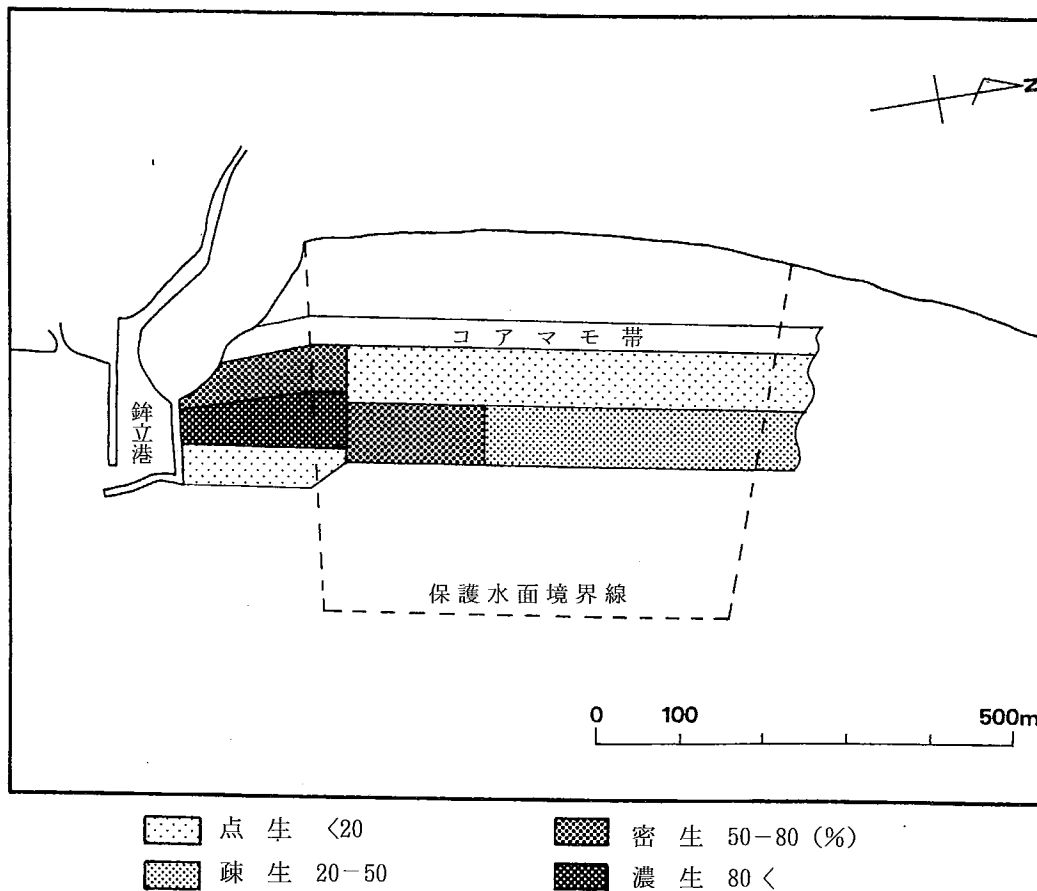 N
コアマモ帯
鉾立港
保護水面境界線
0 100 500m
点生 <20
密生 50-80 (%)
疎生 20-50
濃生 80 <